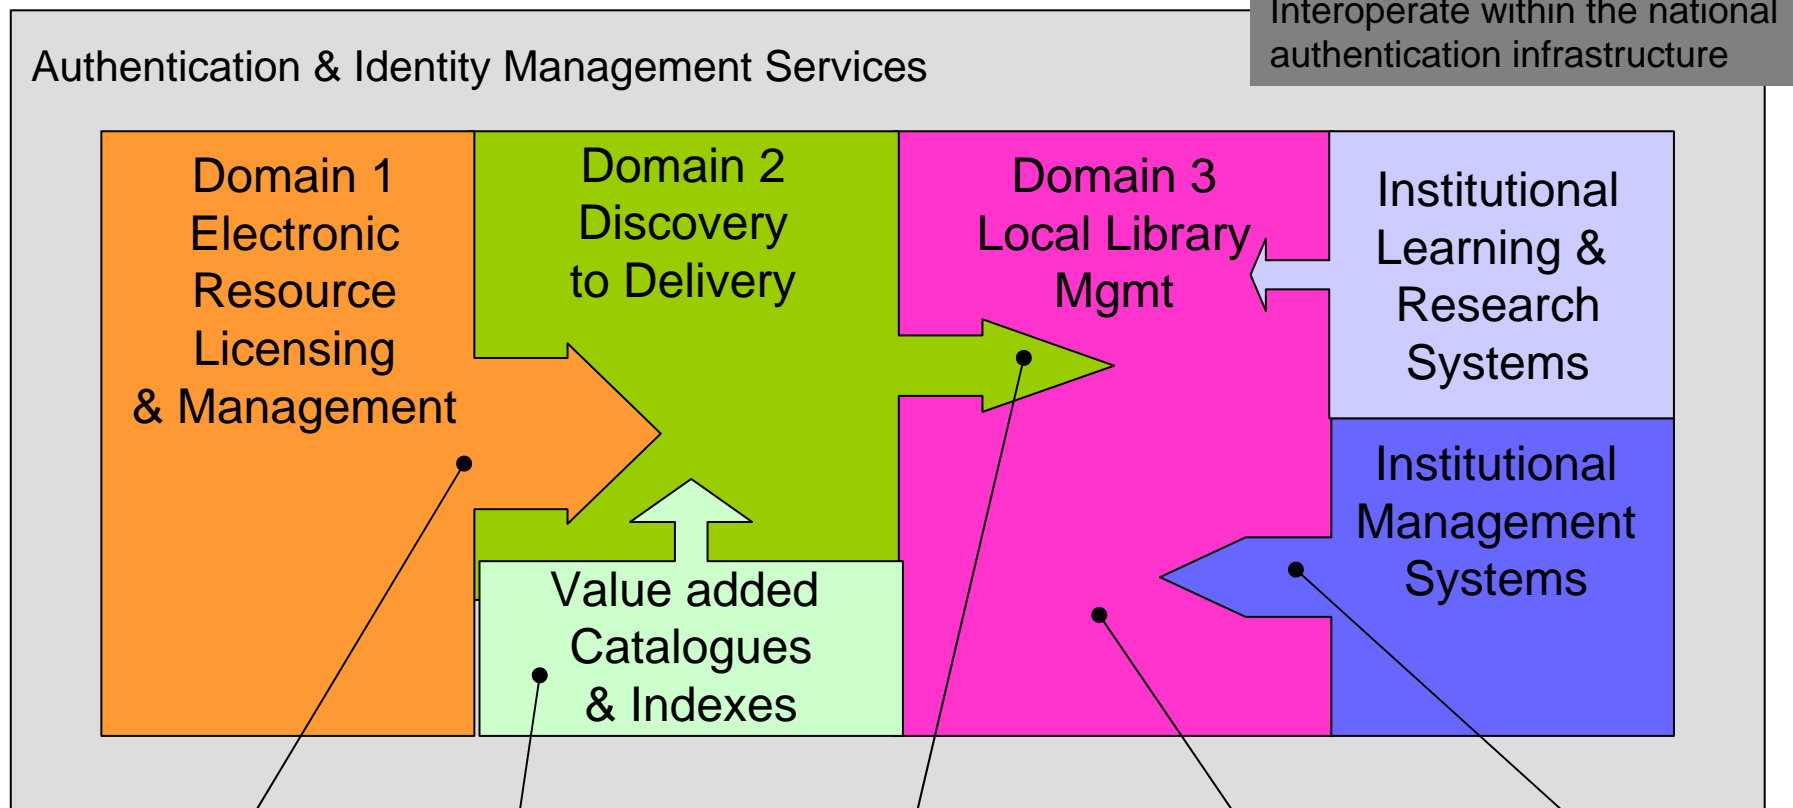 Interoperate within the national
authentication infrastructure
Authentication & Identity Management Services
Domain 1
Electronic
Resource
Licensing
& Management
Domain 2
Discovery
to Delivery
Value added
Catalogues
& Indexes
Domain 3
Local Library
Mgmt
Institutional
Learning &
Research
Systems
Institutional
Management
Systems